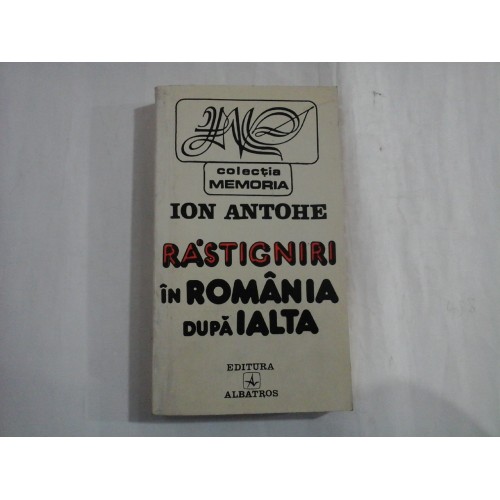 colecția
MEMORIA
ION ANTOHE
RĂSTIGNIRI
ÎN ROMÂNIA
DUPĂ IALTA
EDITURA
ALBATROS